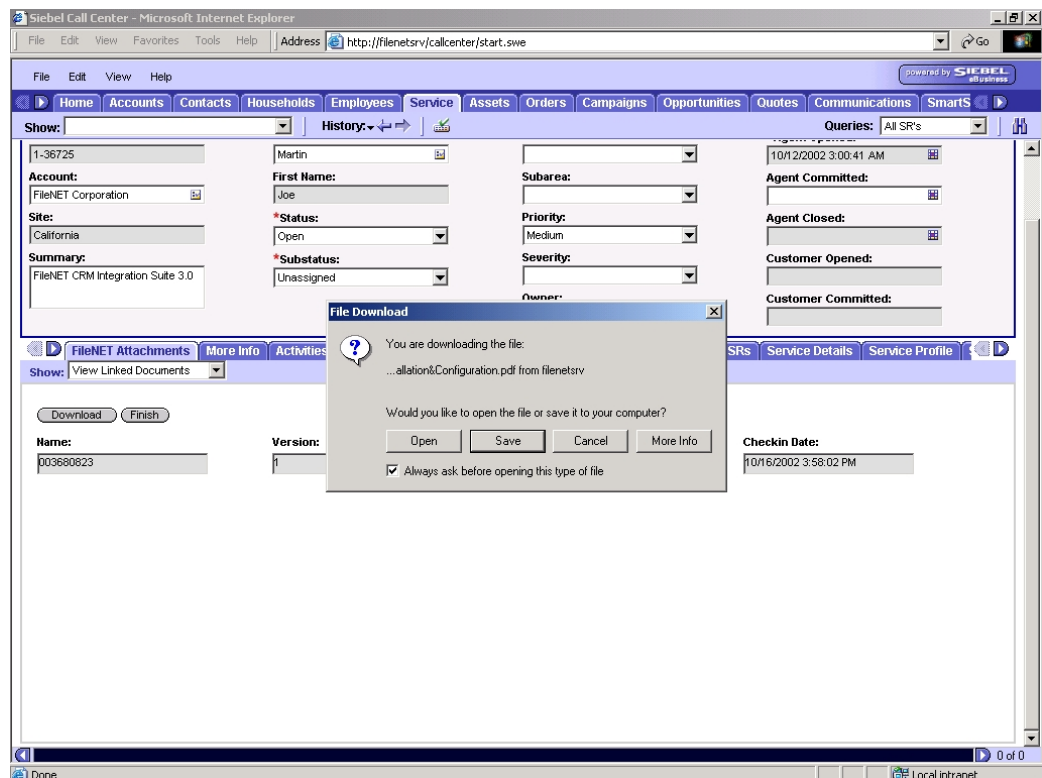 Siebel Call Center - Microsoft Internet Explorer
File Edit View Favorites Tools Help Address http://filenetsrv/callcenter/start.swe Go
File Edit View Help powered by SIEBEL eBusiness
Home Accounts Contacts Households Employees Service Assets Orders Campaigns Opportunities Quotes Communications SmartS
Show: History: Queries: All SR's
1-36725 Martin 10/12/2002 3:00:41 AM
Account: First Name: Subarea: Agent Committed:
FileNET Corporation Joe
Site: *Status: Priority: Agent Closed:
California Open Medium
Summary: *Substatus: Severity: Customer Opened:
FileNET CRM Integration Suite 3.0 Unassigned
Owner: Customer Committed:
File Download
FileNET Attachments More Info Activities SRs Service Details Service Profile
You are downloading the file:
Show: View Linked Documents
...allation&Configuration.pdf from filenetsrv
Would you like to open the file or save it to your computer?
Download Finish
Open Save Cancel More Info
Name: Version: Checkin Date:
003680823 1 10/16/2002 3:58:02 PM
Always ask before opening this type of file
0 of 0
Done Local intranet